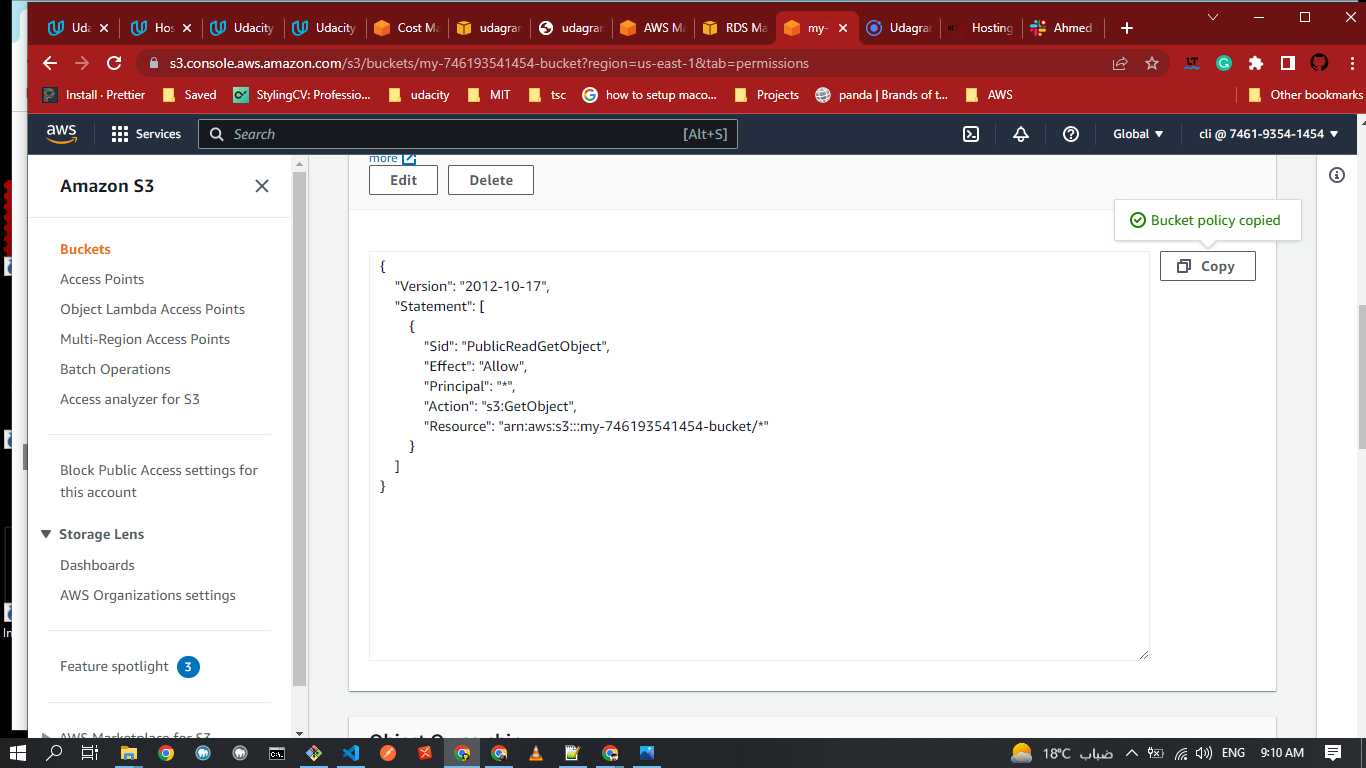 Uda
Hos
Udacity
Udacity
Cost Ma
udagran
udagran
AWS Ma
RDS Ma
my-
Udagran
Hosting
Ahmed
s3.console.aws.amazon.com/s3/buckets/my-746193541454-bucket?region=us-east-1&tab=permissions
Install · Prettier
Saved
StylingCV: Professio...
udacity
MIT
tsc
how to setup maco...
Projects
panda | Brands of t...
AWS
Other bookmarks
aws
Services
Search
[Alt+S]
Global
cli @ 7461-9354-1454
Amazon S3
Buckets
Access Points
Object Lambda Access Points
Multi-Region Access Points
Batch Operations
Access analyzer for S3
Block Public Access settings for
this account
Storage Lens
Dashboards
AWS Organizations settings
Feature spotlight 3
AWS Marketplace for S3
more
Edit
Delete
Bucket policy copied
Copy
{
"Version": "2012-10-17",
"Statement": [
{
"Sid": "PublicReadGetObject",
"Effect": "Allow",
"Principal": "*",
"Action": "s3:GetObject",
"Resource": "arn:aws:s3:::my-746193541454-bucket/*"
}
]
}
Object Ownership
18°C ضباب
ENG
9:10 AM